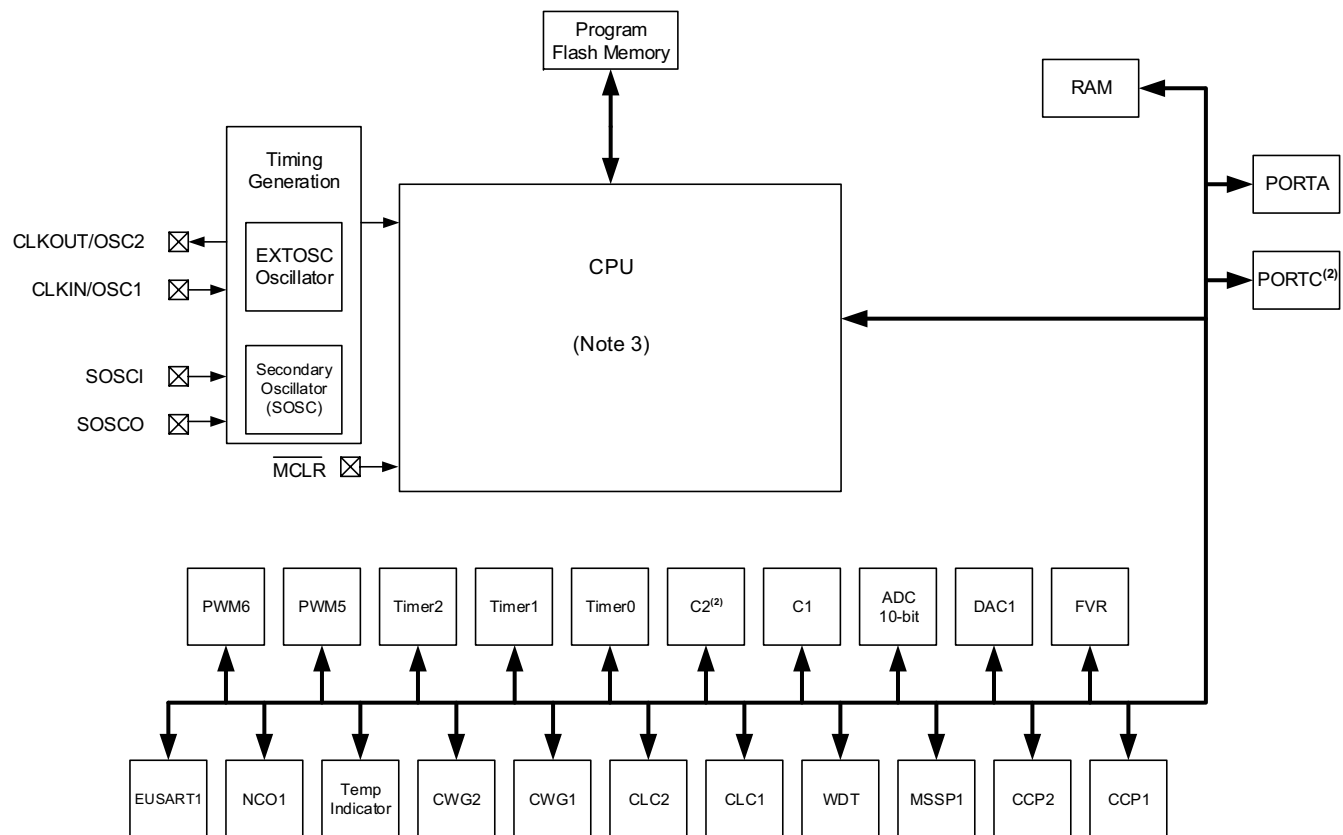 Program
Flash Memory
RAM
Timing
Generation
PORTA
CLKOUT/OSC2
EXTOSC
Oscillator
CLKIN/OSC1
CPU
PORTC(2)
(Note 3)
SOSCI
Secondary
Oscillator
(SOSC)
SOSCO
MCLR
PWM6
PWM5
Timer2
Timer1
Timer0
C2(2)
C1
ADC
10-bit
DAC1
FVR
EUSART1
NCO1
Temp
Indicator
CWG2
CWG1
CLC2
CLC1
WDT
MSSP1
CCP2
CCP1